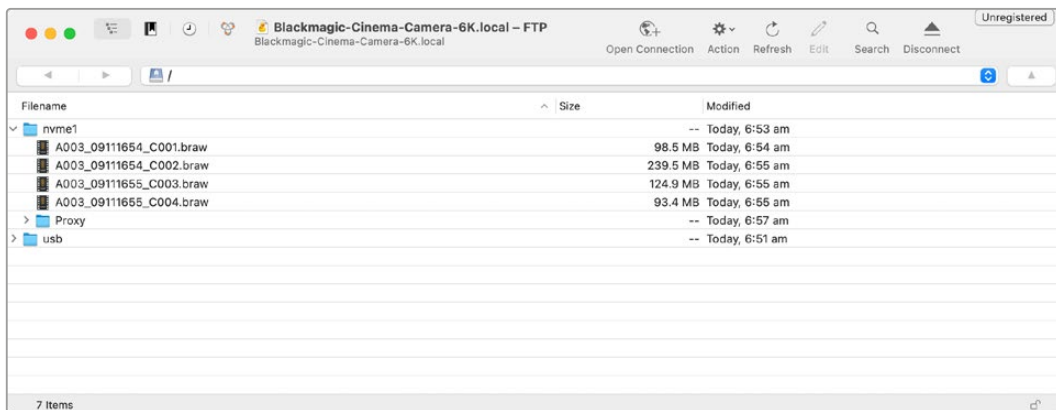 Unregistered
Blackmagic-Cinema-Camera-6K.local – FTP
Blackmagic-Cinema-Camera-6K.local
Open Connection Action Refresh Edit Search Disconnect
/
Filename Size Modified
nvme1 -- Today, 6:53 am
A003_09111654_C001.braw 98.5 MB Today, 6:54 am
A003_09111654_C002.braw 239.5 MB Today, 6:55 am
A003_09111655_C003.braw 124.9 MB Today, 6:55 am
A003_09111655_C004.braw 93.4 MB Today, 6:55 am
Proxy -- Today, 6:57 am
usb -- Today, 6:51 am
7 Items